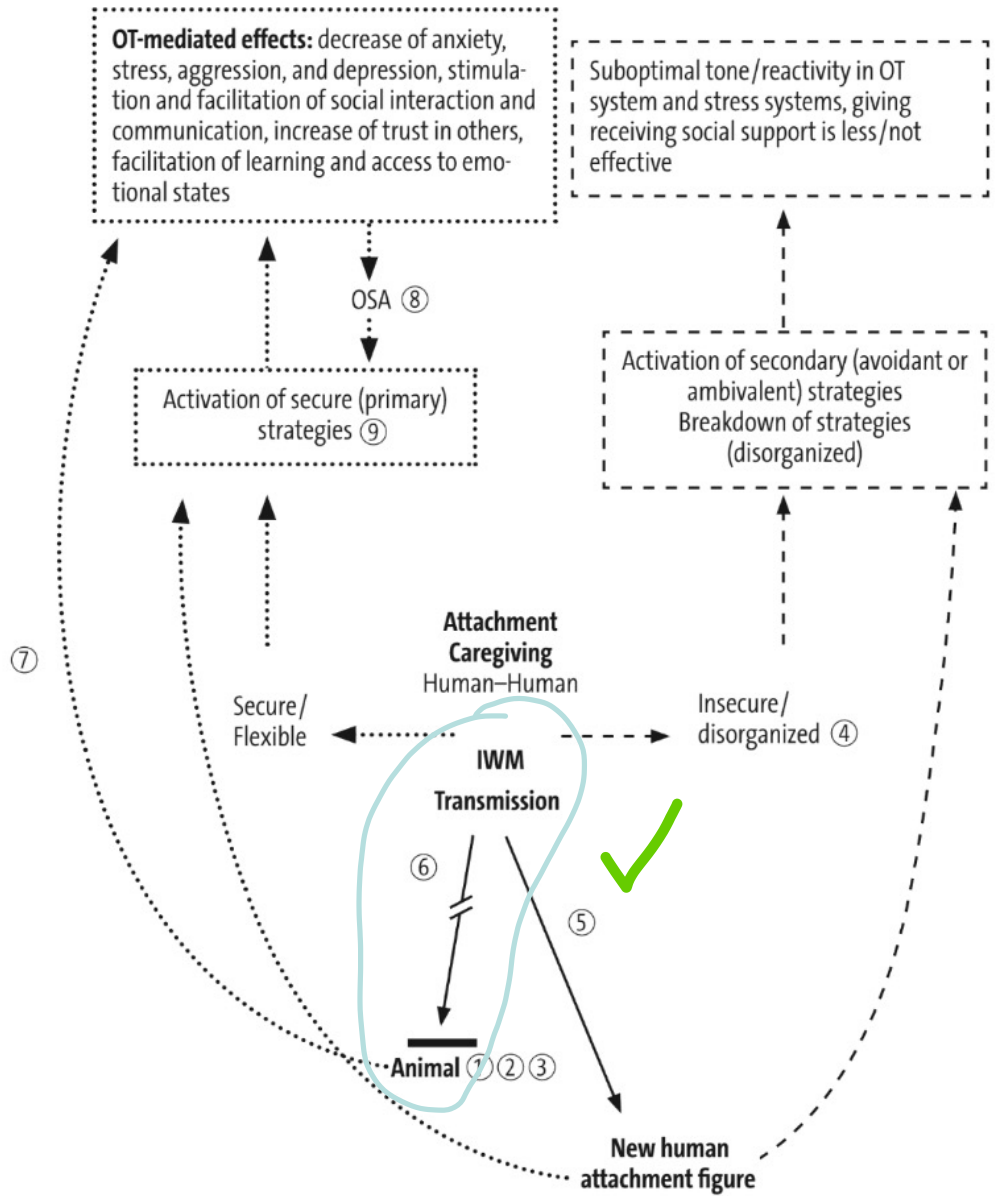 OT-mediated effects: decrease of anxiety,
stress, aggression, and depression, stimula-
tion and facilitation of social interaction and
communication, increase of trust in others,
facilitation of learning and access to emo-
tional states
Suboptimal tone/reactivity in OT
system and stress systems, giving
receiving social support is less/not
effective
OSA ⑧
Activation of secure (primary)
strategies ⑨
Activation of secondary (avoidant or
ambivalent) strategies
Breakdown of strategies
(disorganized)
⑦
Attachment
Caregiving
Human–Human
Secure/
Flexible
Insecure/
disorganized ④
IWM
Transmission
⑥
⑤
Animal ① ② ③
New human
attachment figure